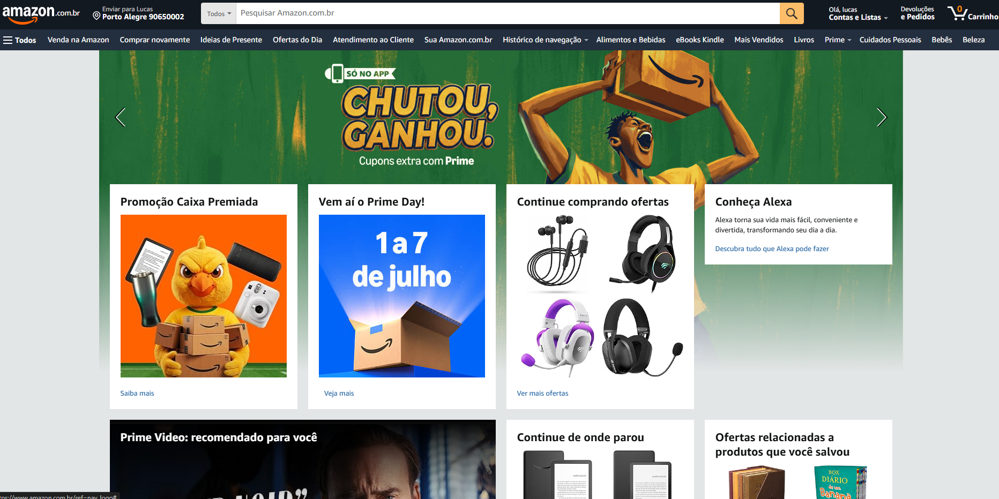 amazon.com.br
Enviar para Lucas
Porto Alegre 90650002
Todos
Pesquisar Amazon.com.br
Olá, lucas
Contas e Listas
Devoluções
e Pedidos
0
Carrinho
Todos
Venda na Amazon
Comprar novamente
Ideias de Presente
Ofertas do Dia
Atendimento ao Cliente
Sua Amazon.com.br
Histórico de navegação
Alimentos e Bebidas
eBooks Kindle
Mais Vendidos
Livros
Prime
Cuidados Pessoais
Bebês
Beleza
SÓ NO APP
CHUTOU,
GANHOU.
Cupons extra com Prime
Promoção Caixa Premiada
Saiba mais
Vem aí o Prime Day!
1 a 7
de julho
Veja mais
Continue comprando ofertas
Ver mais ofertas
Conheça Alexa
Alexa torna sua vida mais fácil, conveniente e
divertida, transformando seu dia a dia.
Descubra tudo que Alexa pode fazer
Prime Video: recomendado para você
Continue de onde parou
Ofertas relacionadas a
produtos que você salvou
BOX
DIÁRIO
de um
Banana
tps://www.amazon.com.br/ref=nav_logo#